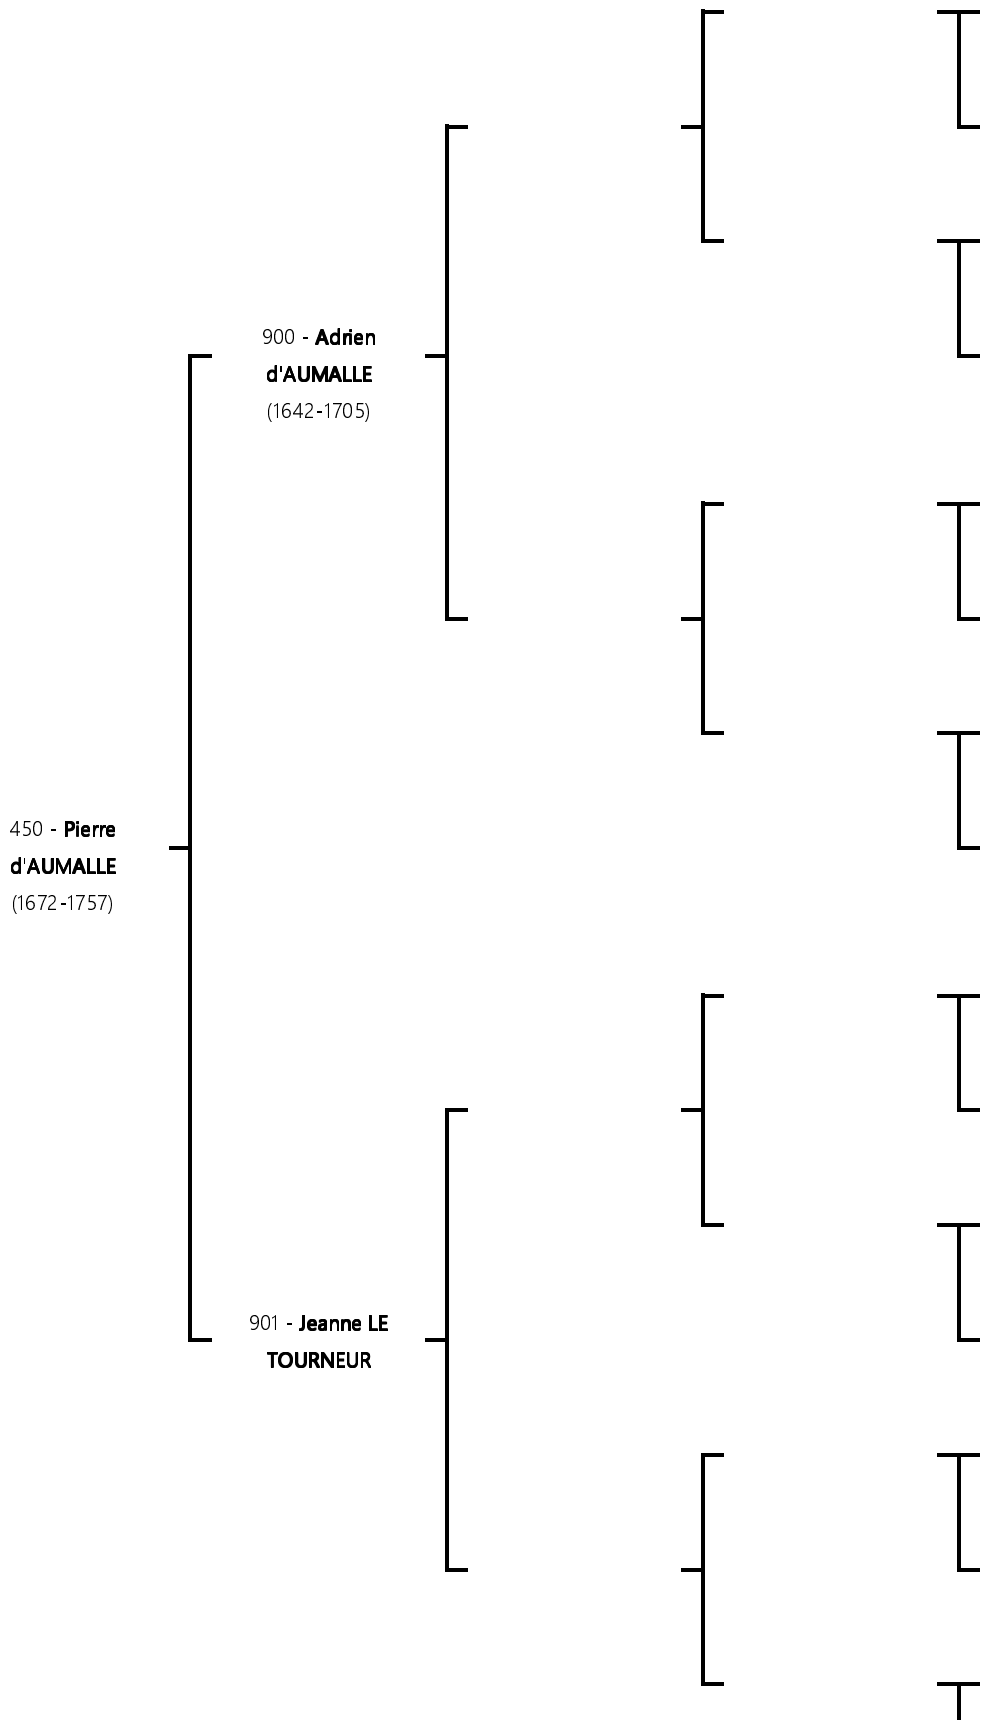 900 - Adrien
d'AUMALLE
(1642-1705)
450 - Pierre
d'AUMALLE
(1672-1757)
901 - Jeanne LE
TOURNEUR